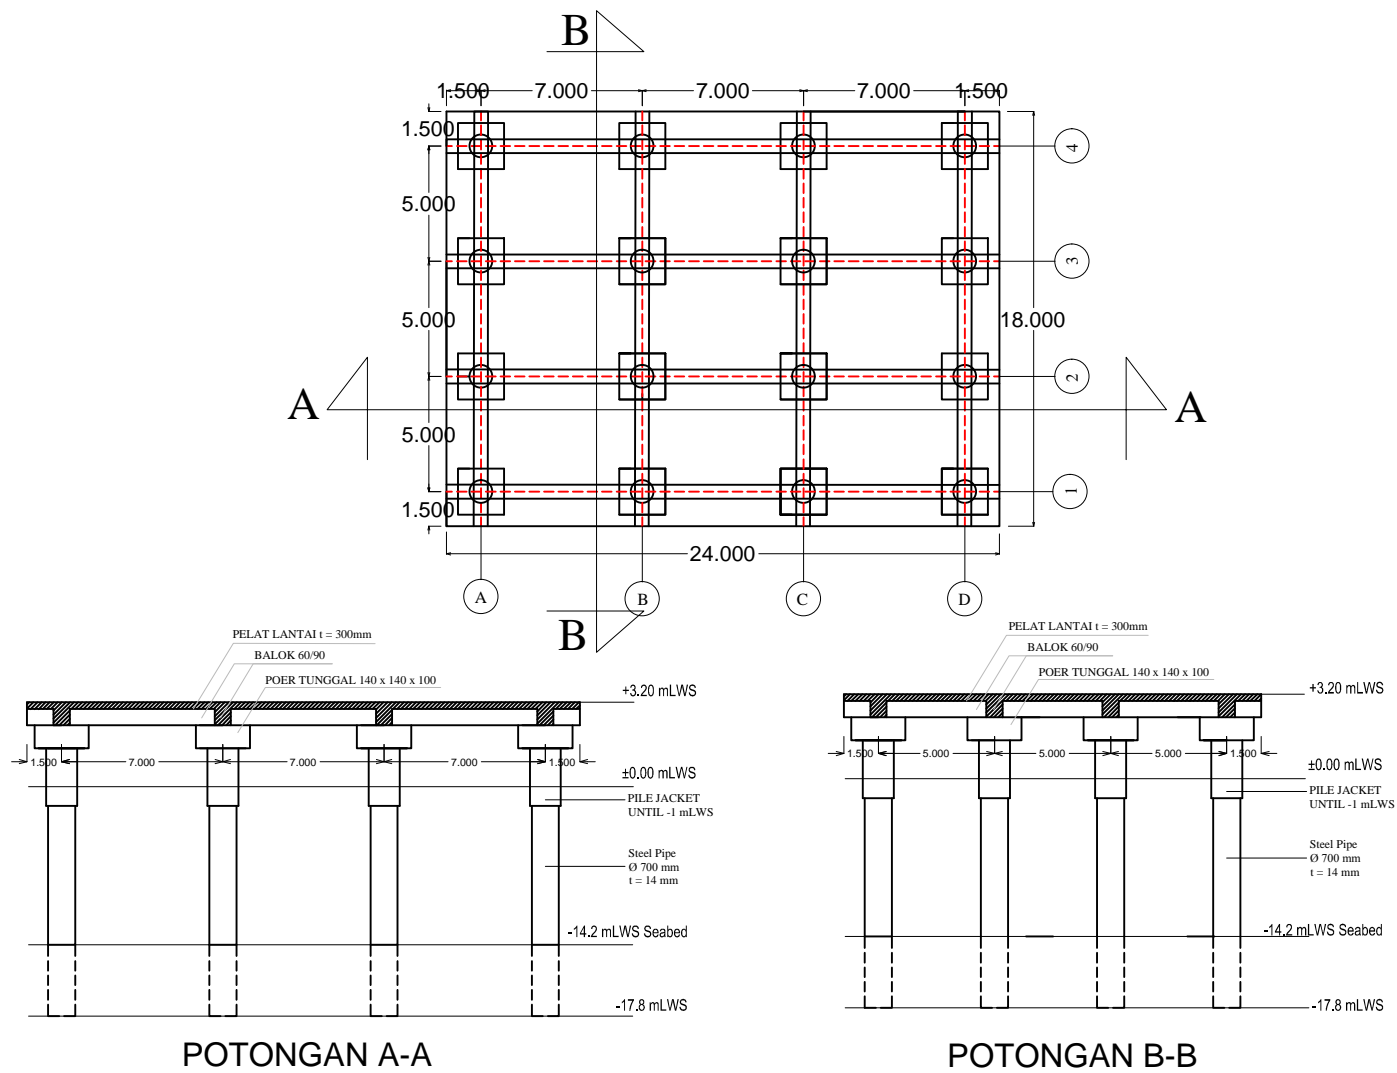 B
1.500 7.000 7.000 7.000 1.500
1.500
4
5.000
3
5.000
18.000
2
A
A
5.000
1
1.500
24.000
A
B
C
D
B
PELAT LANTAI t = 300mm
BALOK 60/90
POER TUNGGAL 140 x 140 x 100
+3.20 mLWS
1.500 7.000 7.000 7.000 1.500
±0.00 mLWS
PILE JACKET
UNTIL -1 mLWS
Steel Pipe
Ø 700 mm
t = 14 mm
-14.2 mLWS Seabed
-17.8 mLWS
POTONGAN A-A
PELAT LANTAI t = 300mm
BALOK 60/90
POER TUNGGAL 140 x 140 x 100
+3.20 mLWS
1.500 5.000 5.000 5.000 1.500
±0.00 mLWS
PILE JACKET
UNTIL -1 mLWS
Steel Pipe
Ø 700 mm
t = 14 mm
-14.2 mLWS Seabed
-17.8 mLWS
POTONGAN B-B